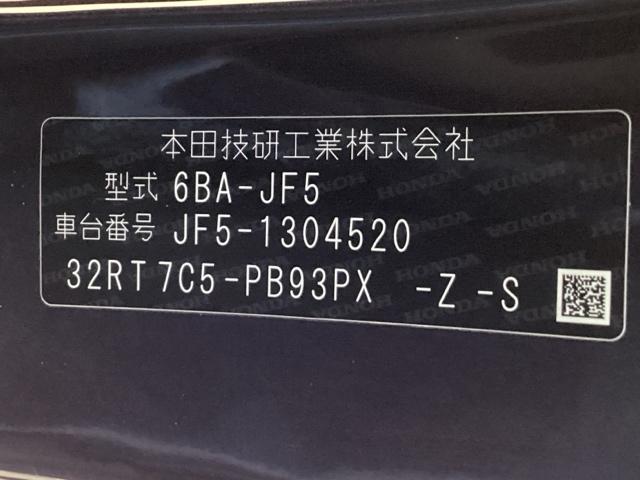 本田技研工業株式会社
型式 6BA-JF5
車台番号 JF5-1304520
32RT7C5-PB93PX -Z -S